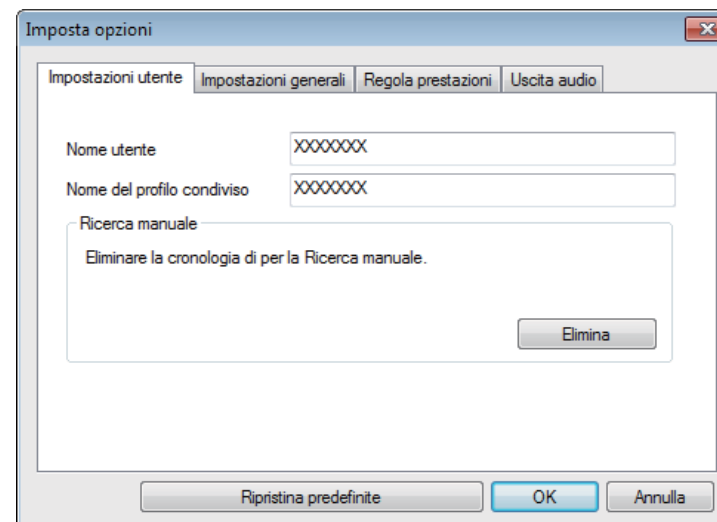 Imposta opzioni
Impostazioni utente Impostazioni generali Regola prestazioni Uscita audio
Nome utente XXXXXXX
Nome del profilo condiviso XXXXXXX
Ricerca manuale
Eliminare la cronologia di per la Ricerca manuale.
Elimina
Ripristina predefinite OK Annulla